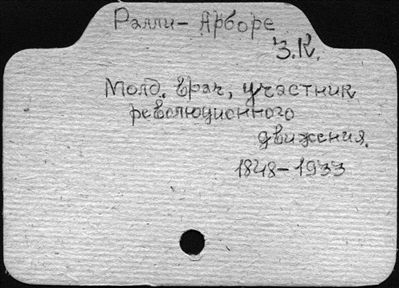 Ралли- Арборе
З.К.
Молд. врач, участник
революционного
движения.
1848-1933